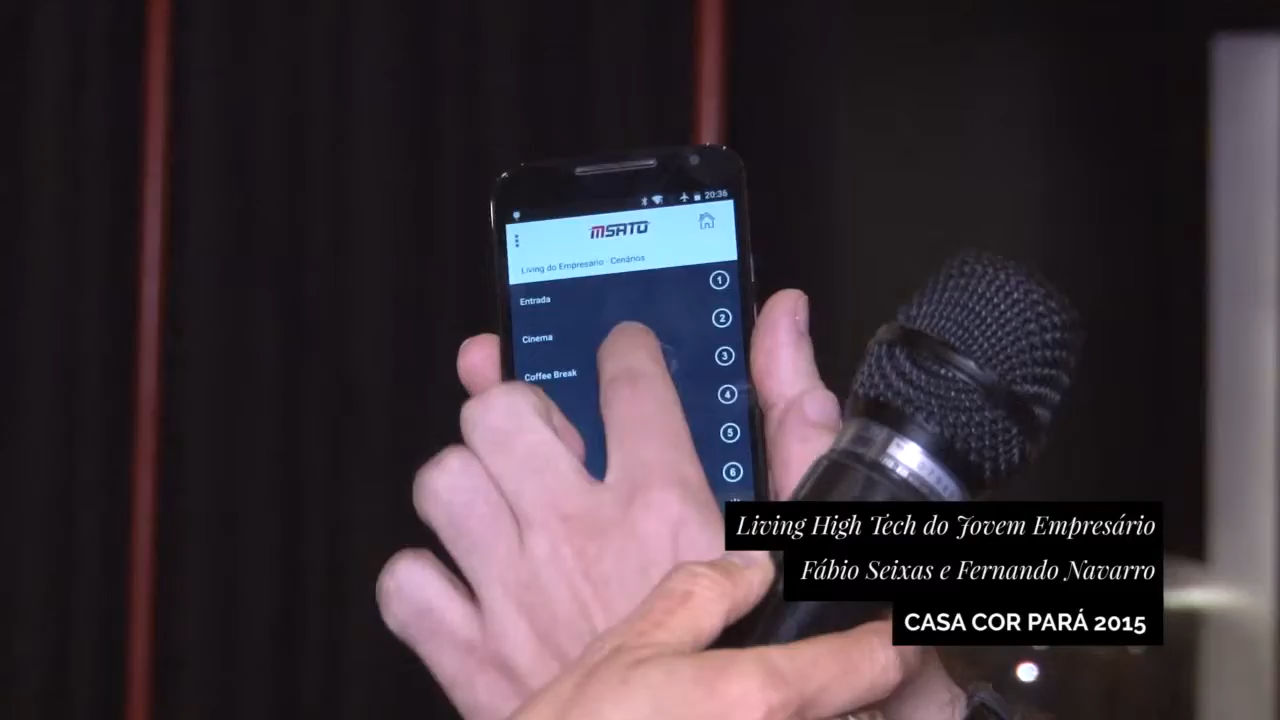 20:36
MSATO
Living do Empresario - Cenários
Entrada
1
Cinema
2
Coffee Break
3
4
5
6
Living High Tech do Jovem Empresário
Fábio Seixas e Fernando Navarro
CASA COR PARÁ 2015